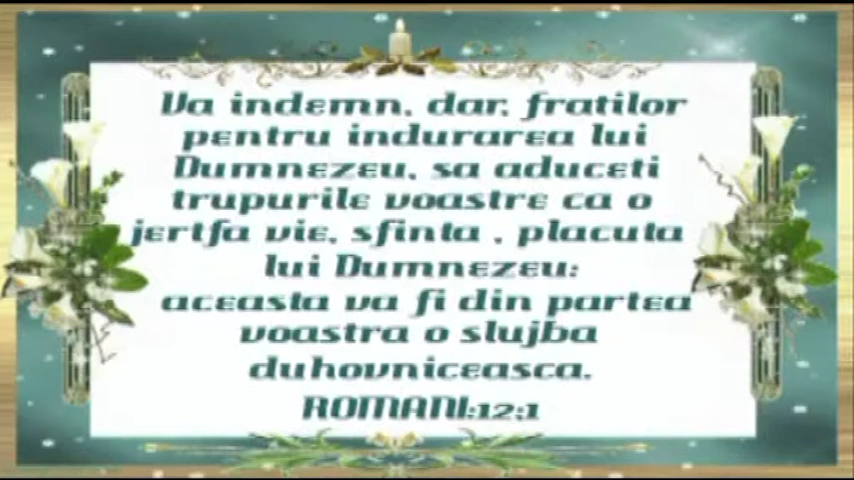 Va indemn, dar, fratilor
pentru indurarea lui
Dumnezeu, sa aduceti
trupurile voastre ca o
jertfa vie, sfinta , placuta
lui Dumnezeu:
aceasta va fi din partea
voastra o slujba
duhovniceasca.
ROMANI:12;1